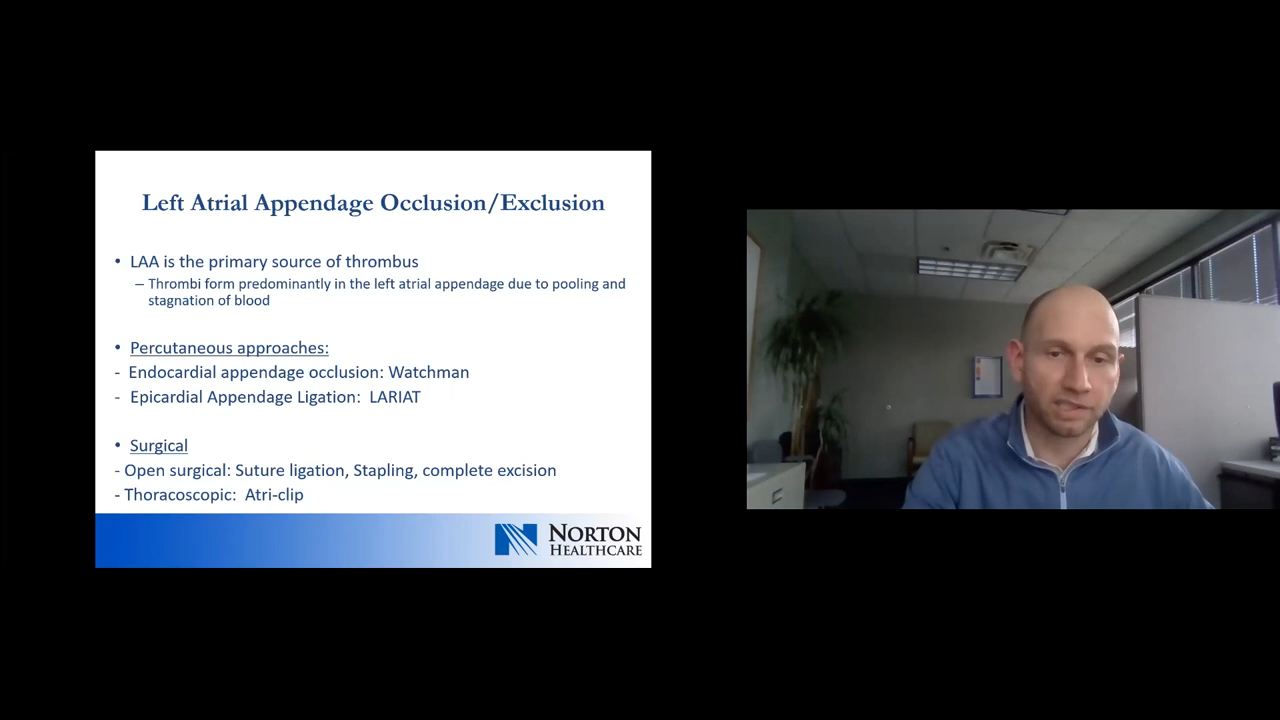 Left Atrial Appendage Occlusion/Exclusion
• LAA is the primary source of thrombus
– Thrombi form predominantly in the left atrial appendage due to pooling and
stagnation of blood
• Percutaneous approaches:
- Endocardial appendage occlusion: Watchman
- Epicardial Appendage Ligation: LARIAT
• Surgical
- Open surgical: Suture ligation, Stapling, complete excision
- Thoracoscopic: Atri-clip
NORTON
HEALTHCARE